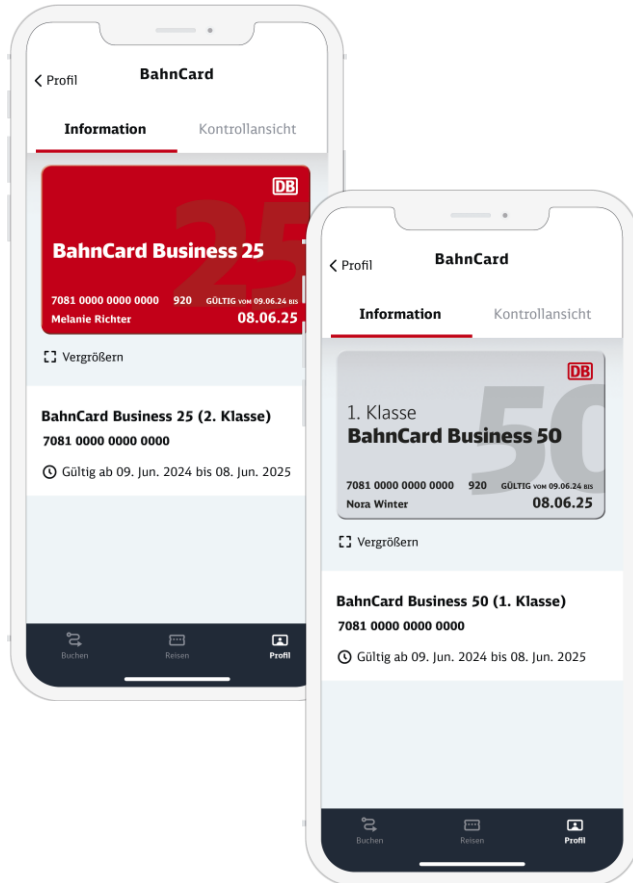 BahnCard
Profil
Information Kontrollansicht
DB
25
BahnCard Business 25
7081 0000 0000 0000 920 GÜLTIG VOM 09.06.24 BIS
Melanie Richter 08.06.25
Vergrößern
BahnCard Business 25 (2. Klasse)
7081 0000 0000 0000
Gültig ab 09. Jun. 2024 bis 08. Jun. 2025
Buchen Reisen Profil
BahnCard
Profil
Information Kontrollansicht
DB
50
1. Klasse
BahnCard Business 50
7081 0000 0000 0000 920 GÜLTIG VOM 09.06.24 BIS
Nora Winter 08.06.25
Vergrößern
BahnCard Business 50 (1. Klasse)
7081 0000 0000 0000
Gültig ab 09. Jun. 2024 bis 08. Jun. 2025
Buchen Reisen Profil